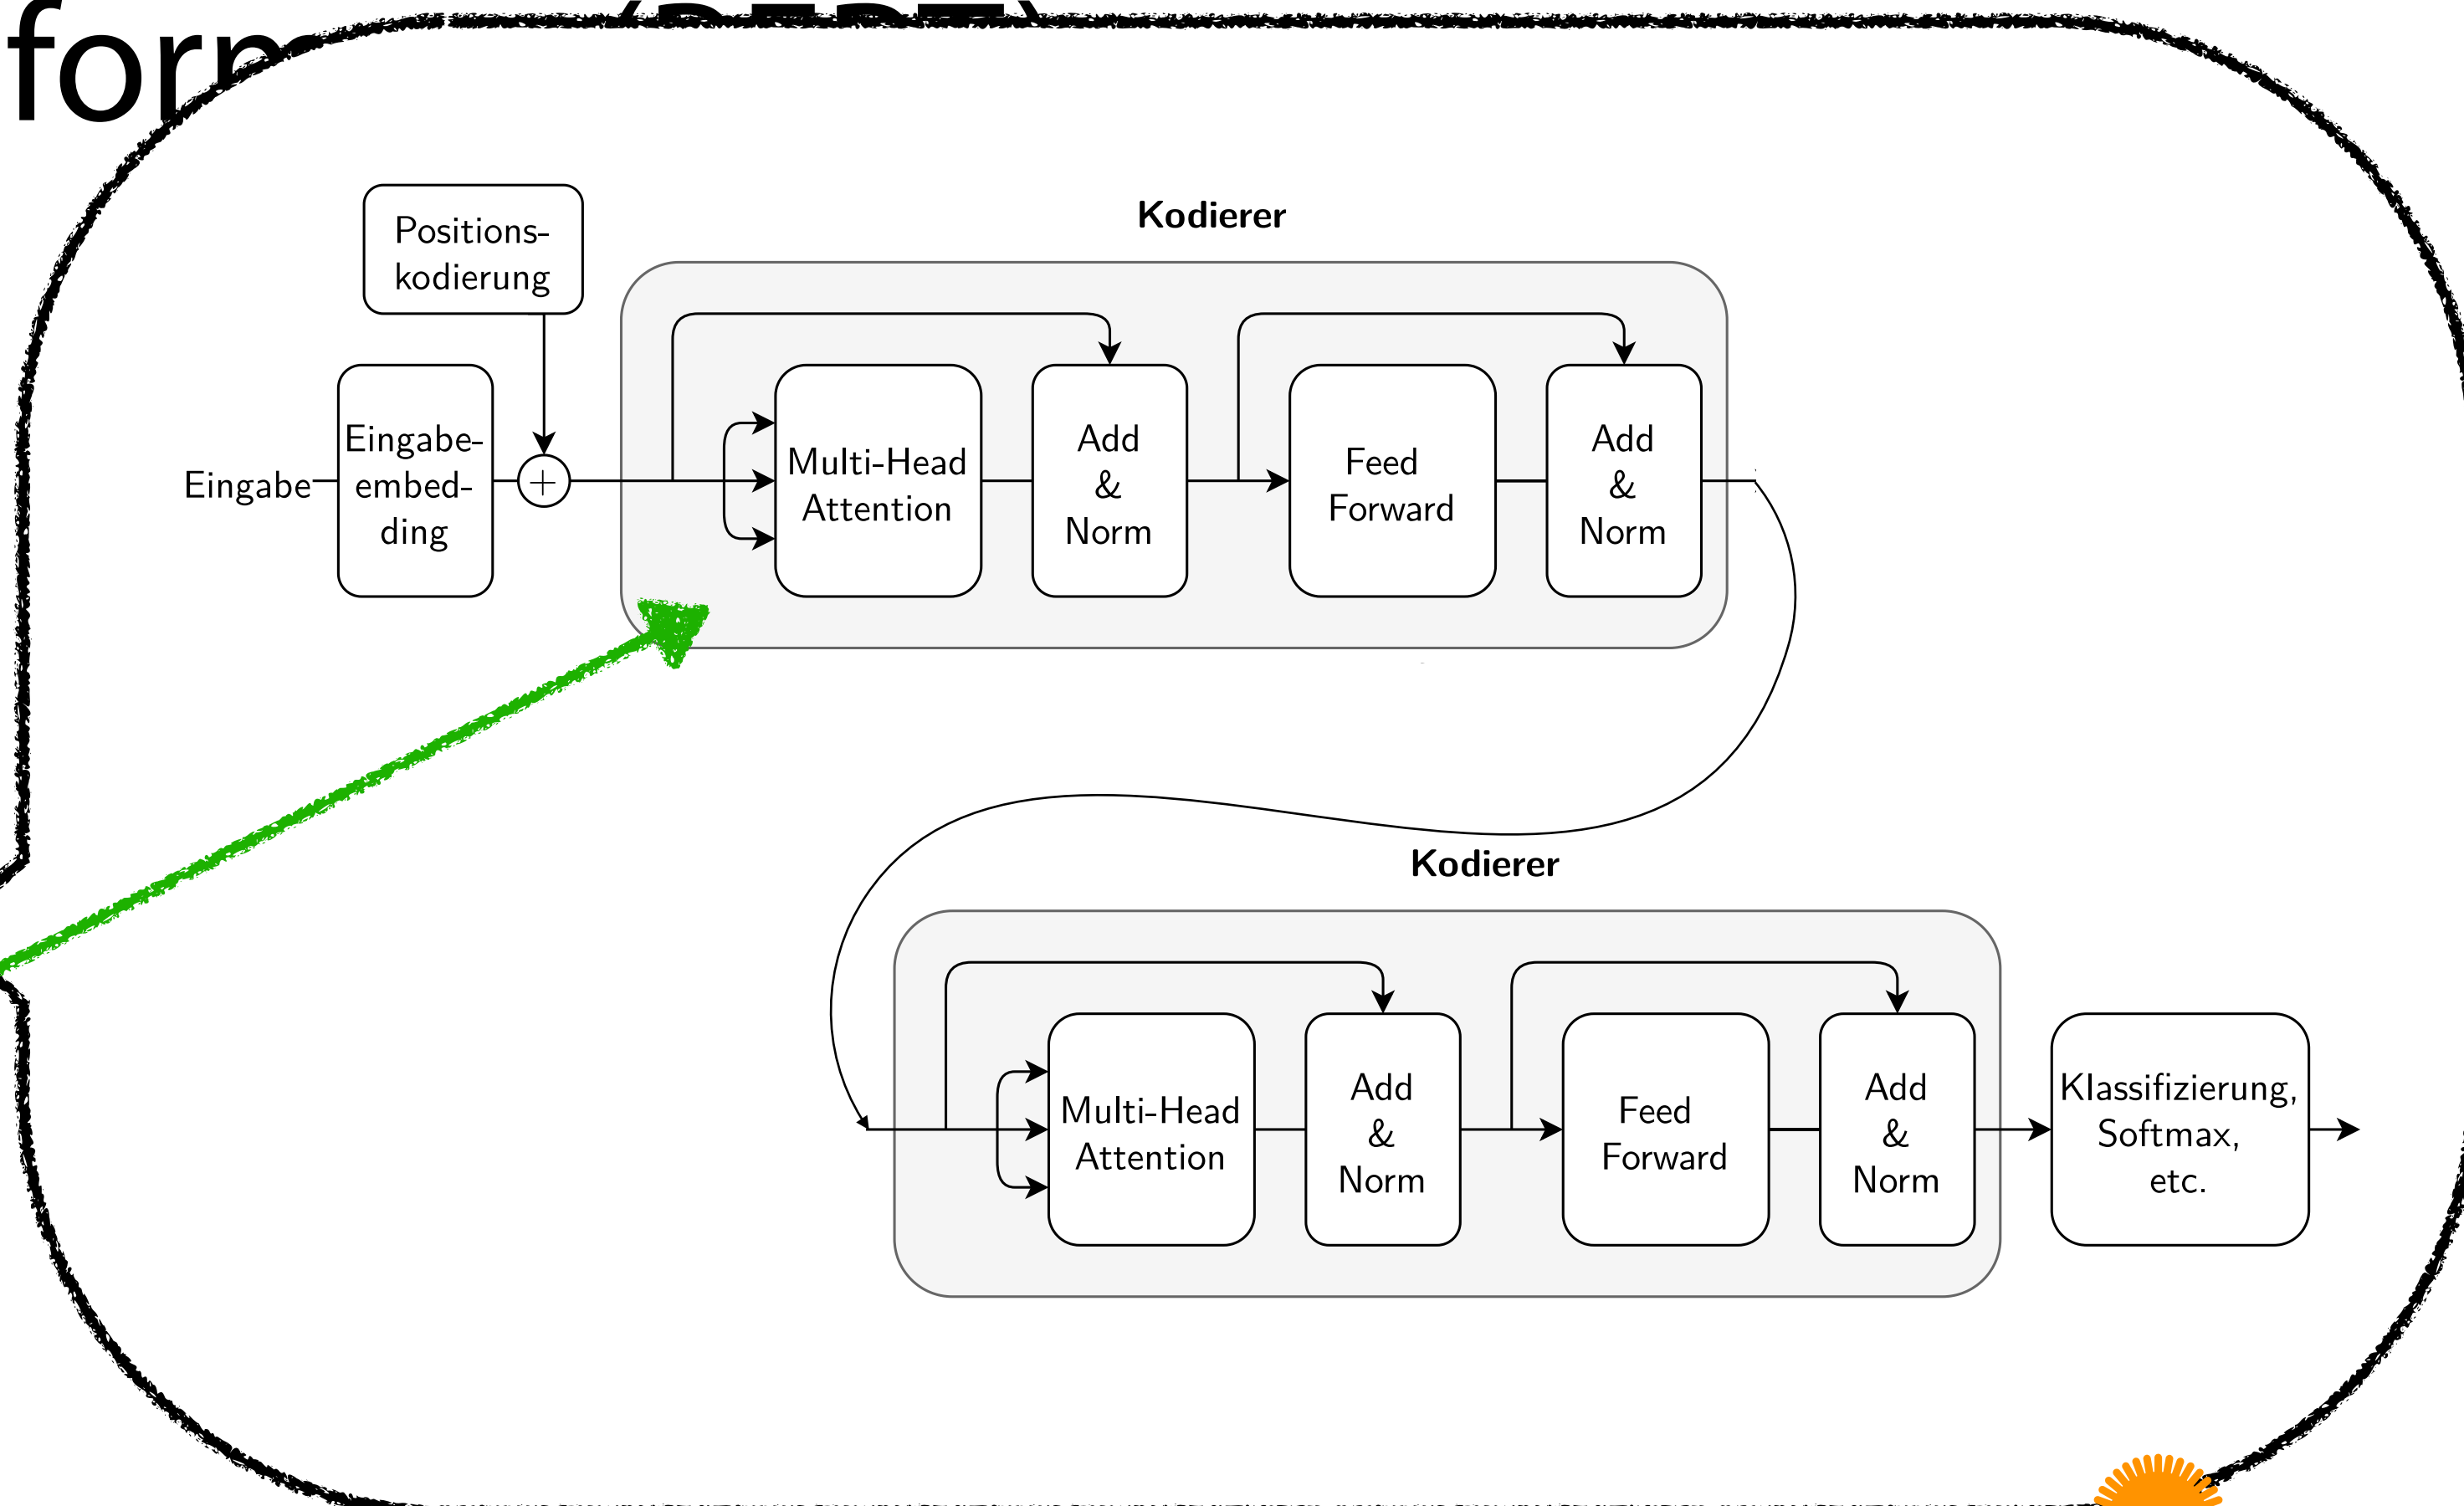 Kodierer
Positions-
kodierung
Eingabe
Eingabe-
embed-
ding
+
Multi-Head
Attention
Add
&
Norm
Feed
Forward
Add
&
Norm
Kodierer
Multi-Head
Attention
Add
&
Norm
Feed
Forward
Add
&
Norm
Klassifizierung,
Softmax,
etc.